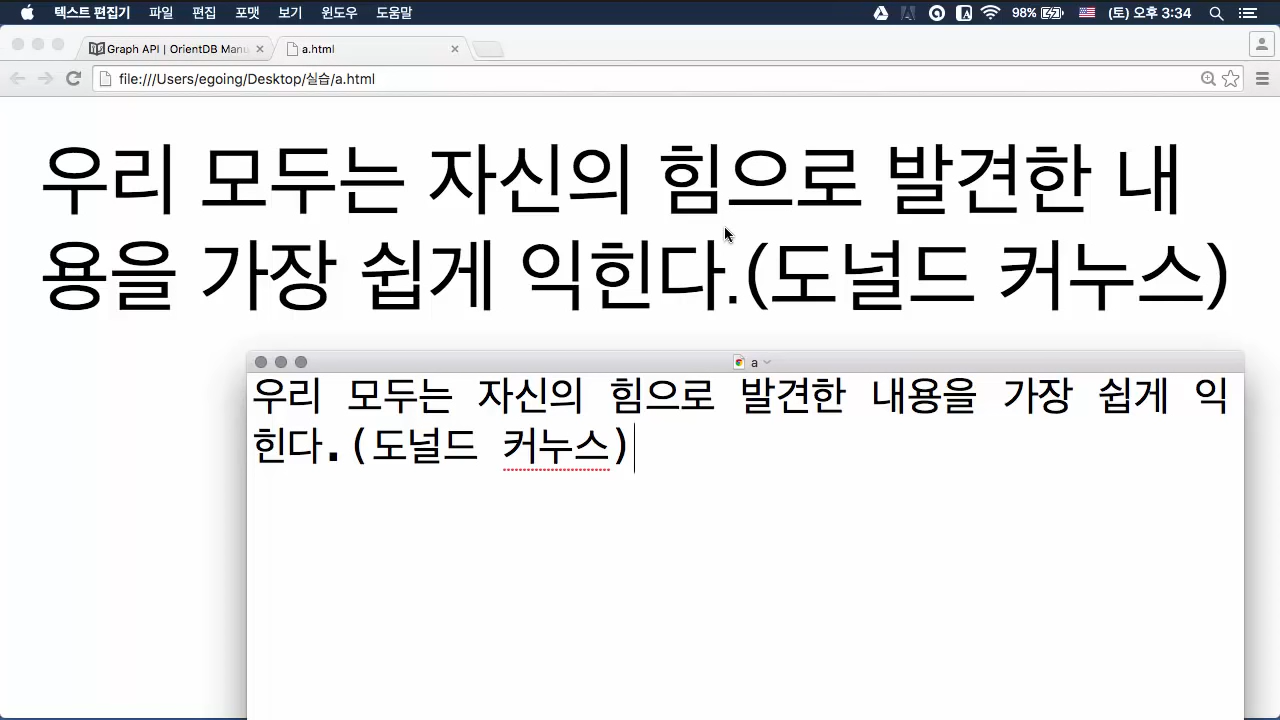 텍스트 편집기 파일 편집 포맷 보기 윈도우 도움말 98% (토) 오후 3:34
Graph API | OrientDB Manu a.html
file:///Users/egoing/Desktop/실습/a.html
우리 모두는 자신의 힘으로 발견한 내
용을 가장 쉽게 익힌다.(도널드 커누스)
a
우리 모두는 자신의 힘으로 발견한 내용을 가장 쉽게 익
힌다.(도널드 커누스)